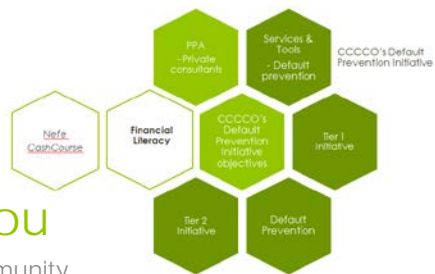 PPA
-Private
consultants
Services &
Tools
- Default
prevention
CCCCO's Default
Prevention Initiative
Nefe
CashCourse
Financial
Literacy
CCCCO's
Default
Prevention
Initiative
objectives
Tier 1
Initiative
Tier 2
Initiative
Default
Prevention
ou
munity